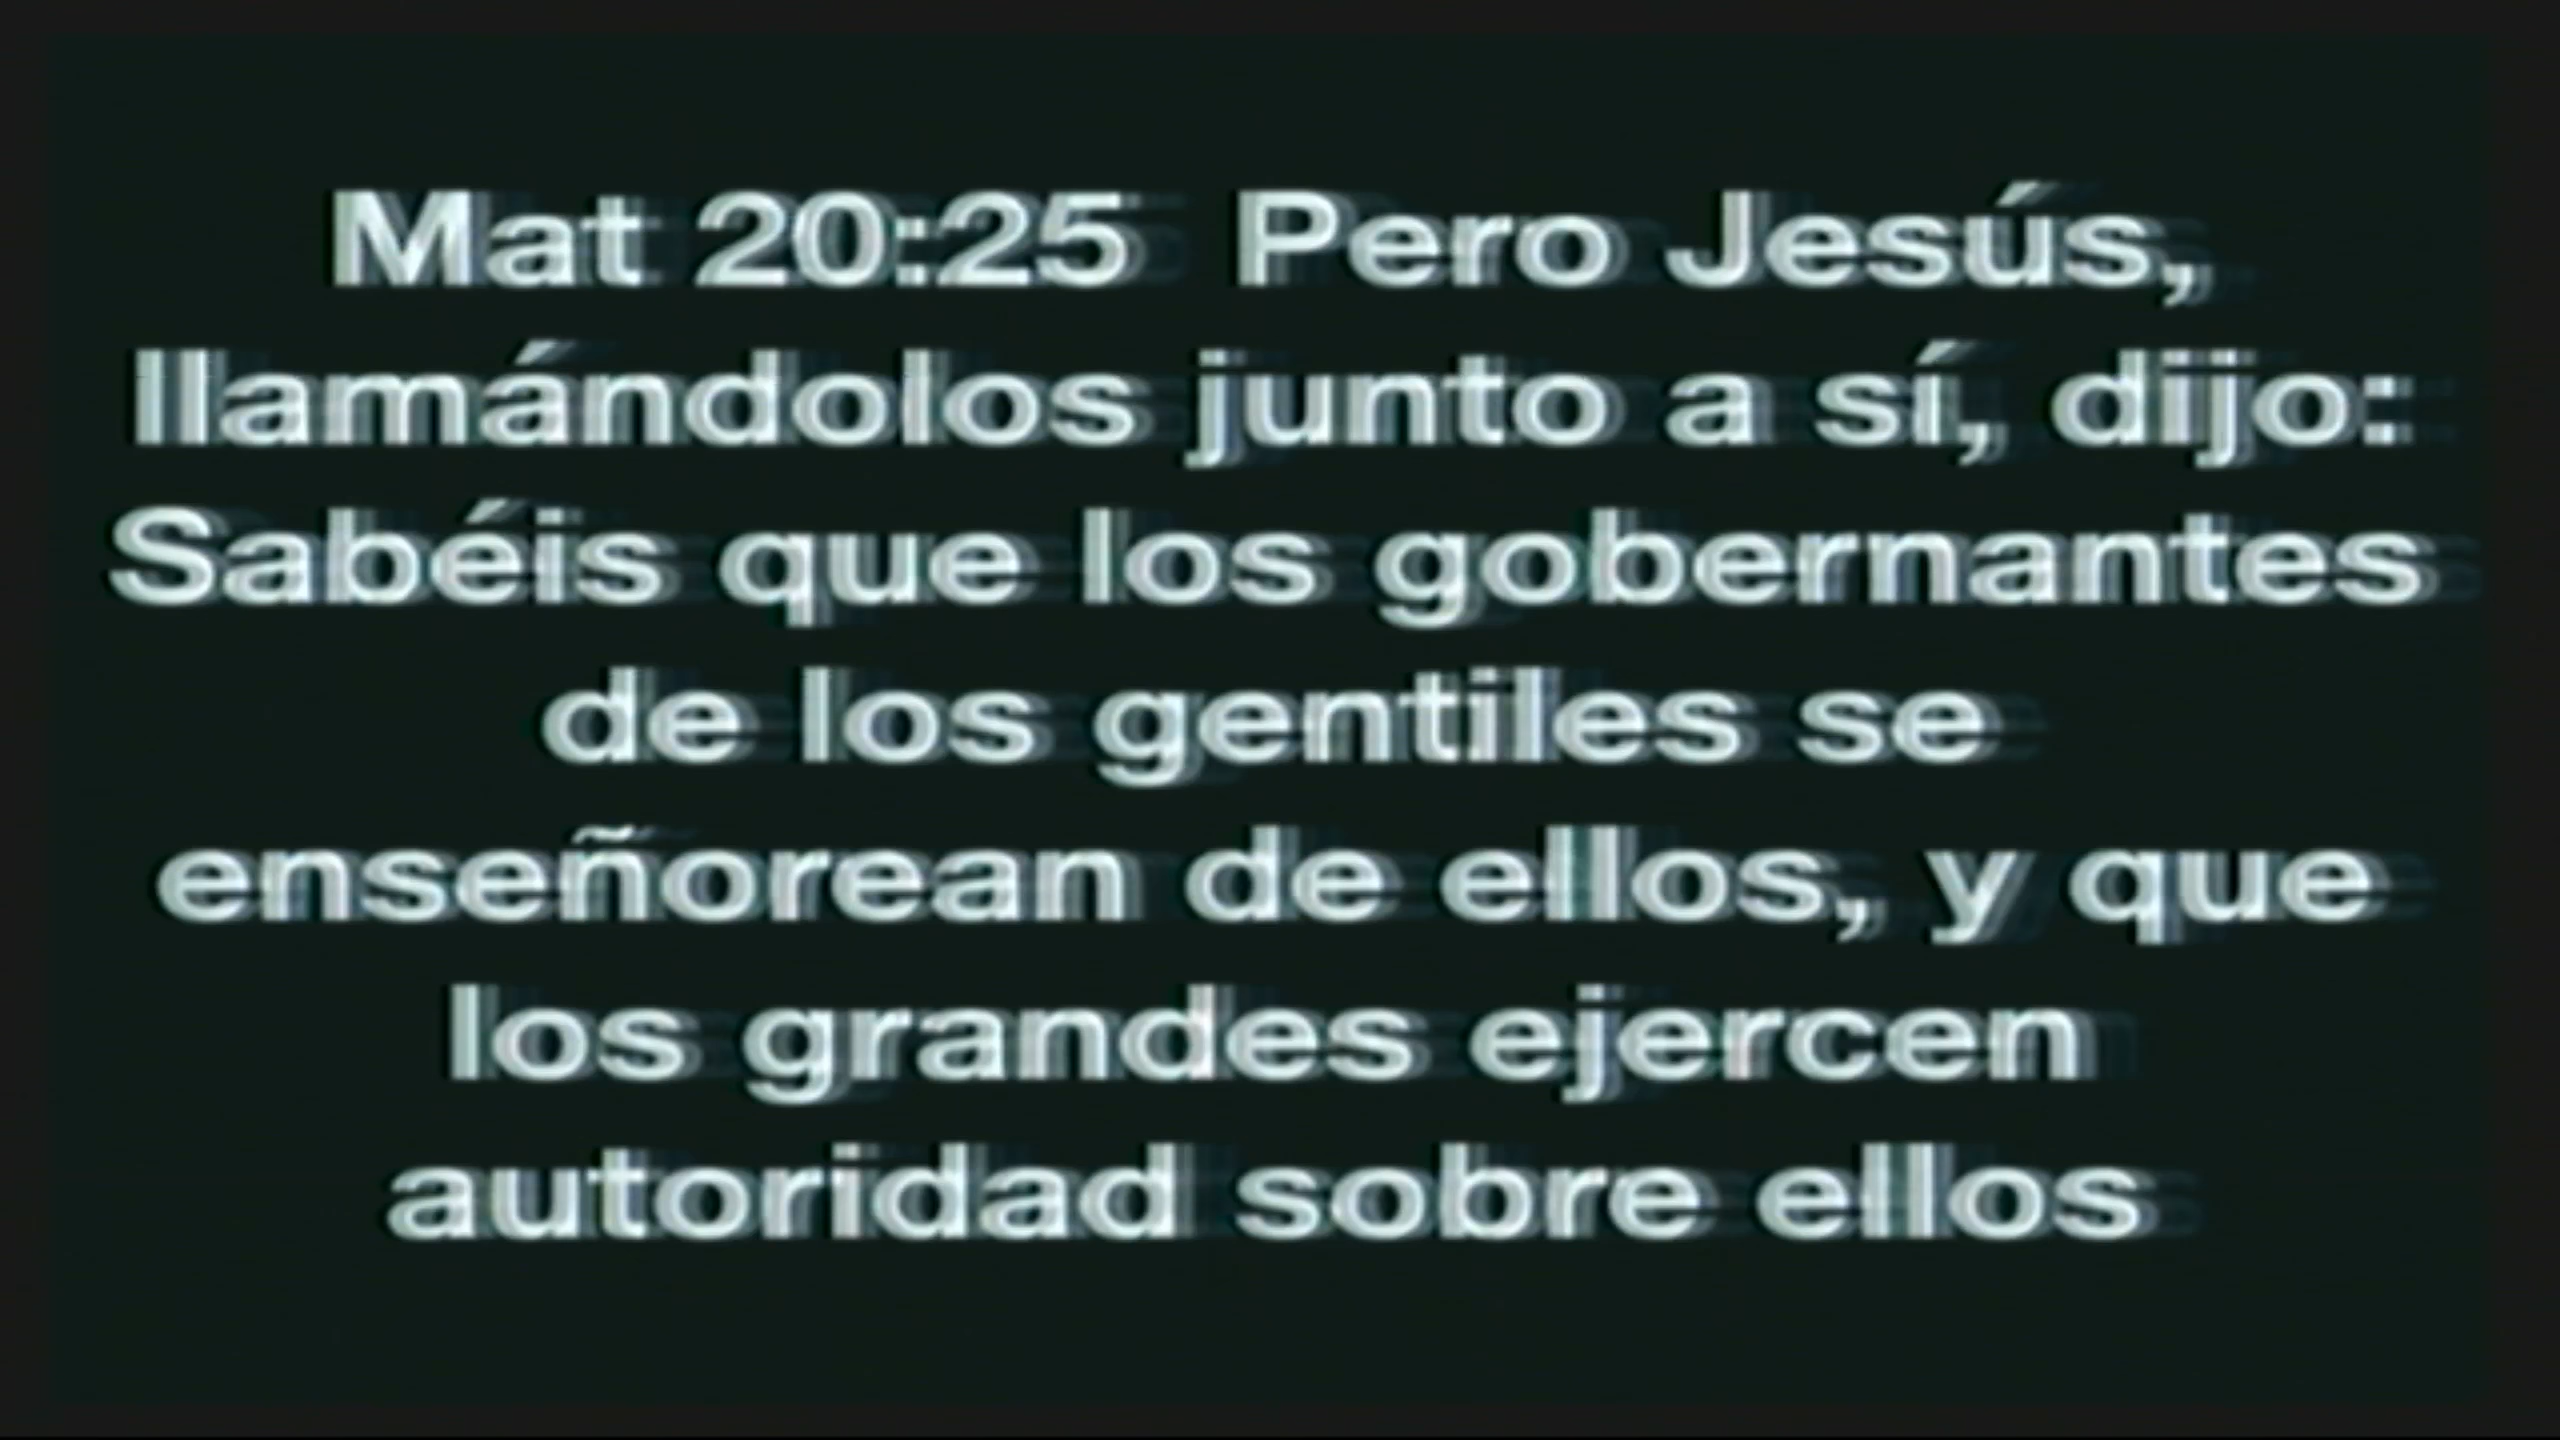 Mat 20:25  Pero Jesús,
llamándolos junto a sí, dijo:
Sabéis que los gobernantes
de los gentiles se
enseñorean de ellos, y que
los grandes ejercen
autoridad sobre ellos